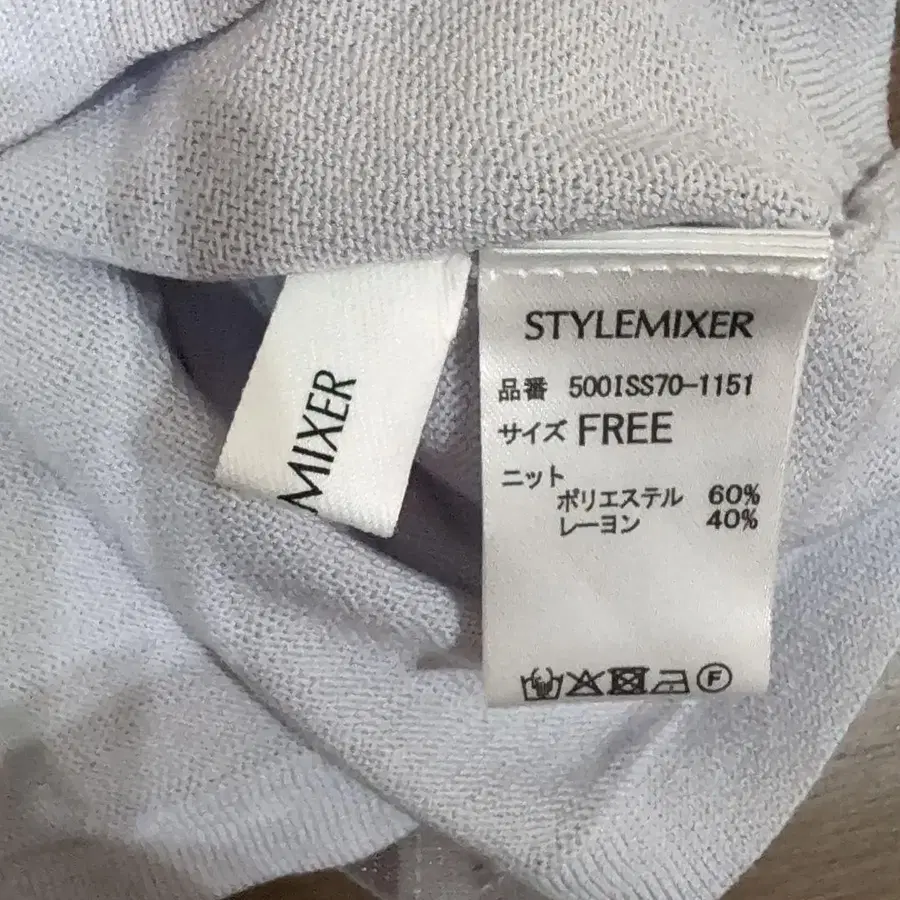 MIXER
STYLEMIXER
品番 500ISS70-1151
サイズ FREE
ニット
ポリエステル 60%
レーヨン 40%
F